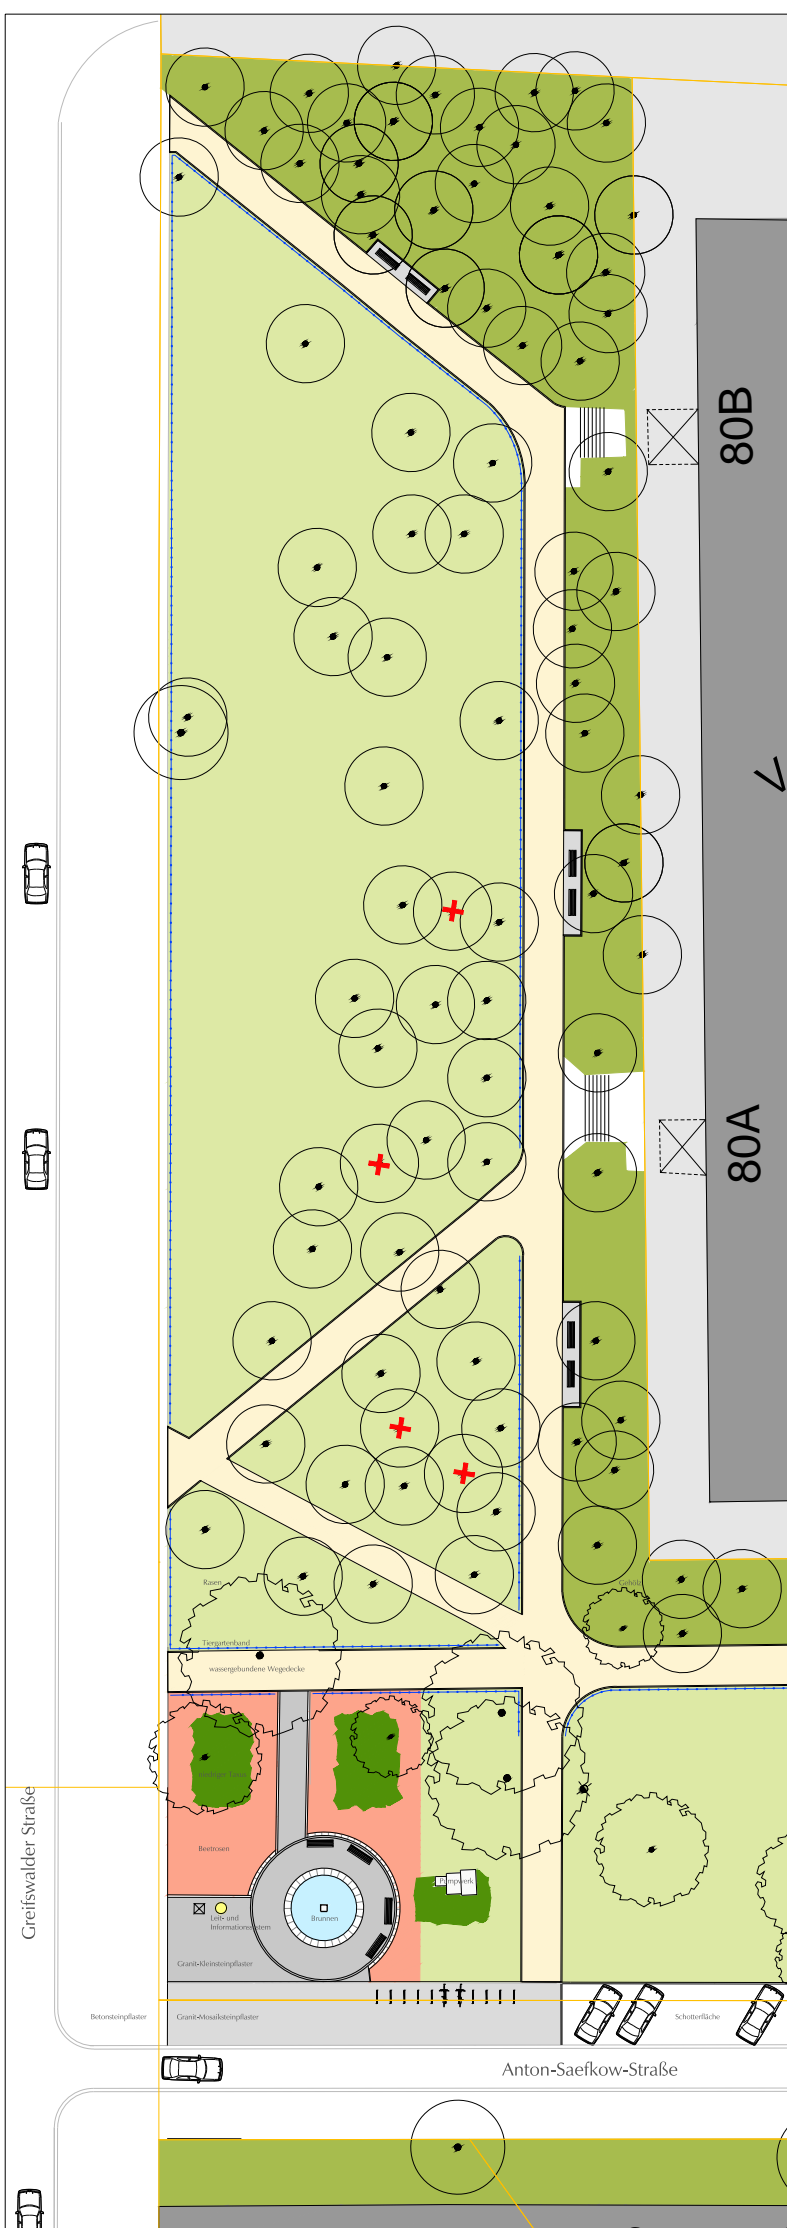 80B
80A
Rasen
Gehölz
Tiergartenband
wassergebundene Wegedecke
Beetrosen
Pumpwerk
Leit- und
Informationssystem
Brunnen
Granit-Kleinsteinpflaster
Greifswalder Straße
Betonsteinpflaster
Granit-Mosaiksteinpflaster
Schotterfläche
Anton-Saefkow-Straße